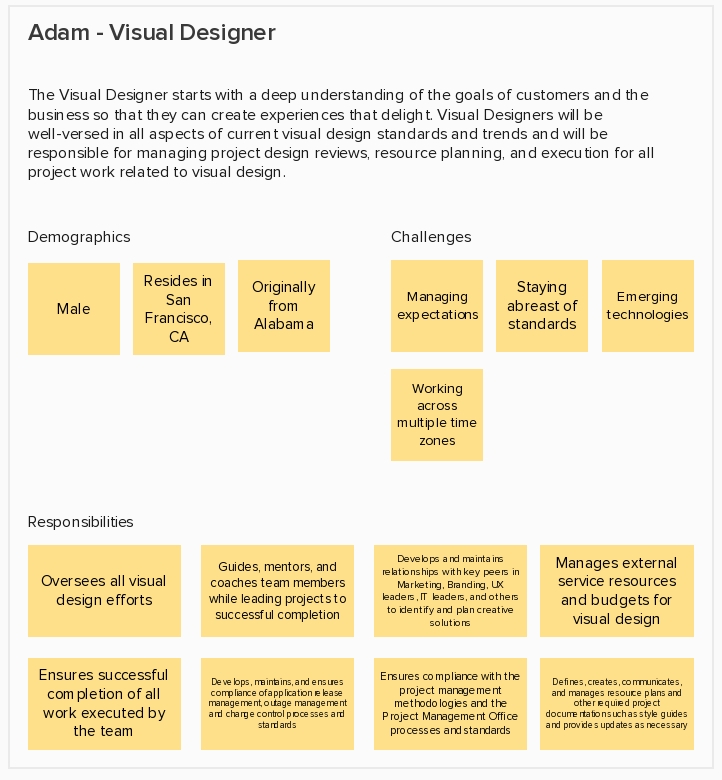 Adam - Visual Designer
The Visual Designer starts with a deep understanding of the goals of customers and the
business so that they can create experiences that delight. Visual Designers will be
well-versed in all aspects of current visual design standards and trends and will be
responsible for managing project design reviews, resource planning, and execution for all
project work related to visual design.
Demographics
Male
Resides in
San
Francisco,
CA
Originally
from
Alabama
Challenges
Managing
expectations
Staying
abreast of
standards
Emerging
technologies
Working
across
multiple time
zones
Responsibilities
Oversees all visual
design efforts
Guides, mentors, and
coaches team members
while leading projects to
successful completion
Develops and maintains
relationships with key peers in
Marketing, Branding, UX
leaders, IT leaders, and others
to identify and plan creative
solutions
Manages external
service resources
and budgets for
visual design
Ensures successful
completion of all
work executed by
the team
Develops, maintains, and ensures
compliance of application release
management, outage management
and change control processes and
standards
Ensures compliance with the
project management
methodologies and the
Project Management Office
processes and standards
Defines, creates, communicates,
and manages resource plans and
other required project
documentation such as style guides
and provides updates as necessary